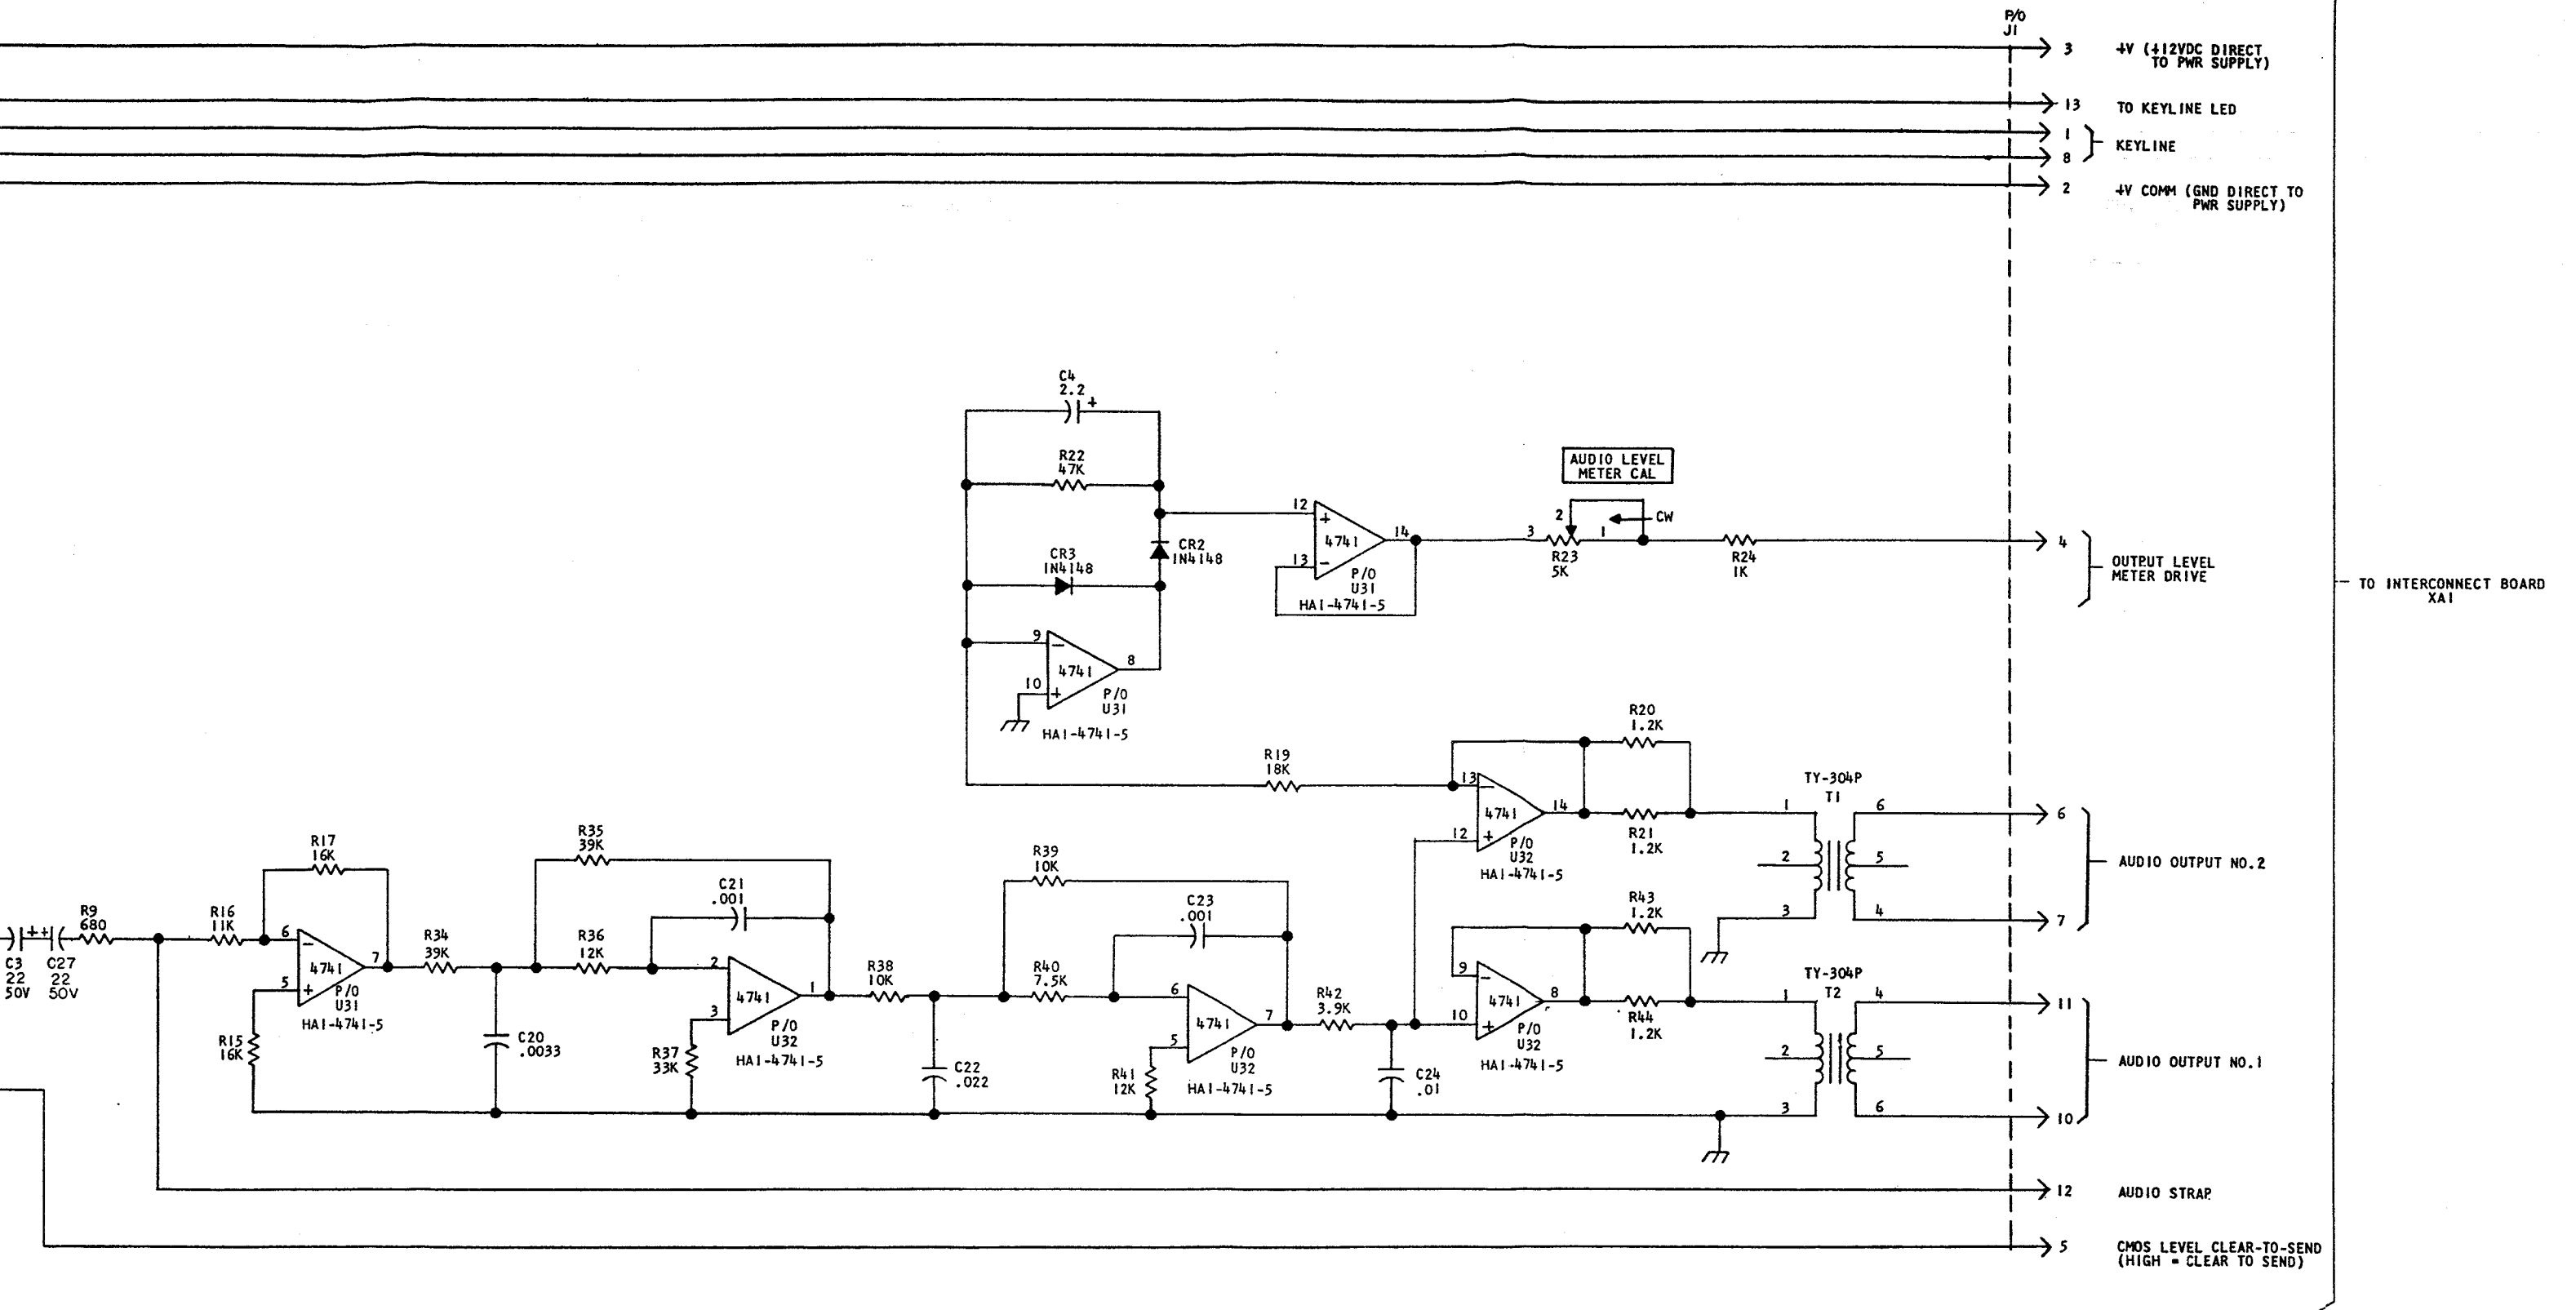 P/O
J1
3 +V (+12VDC DIRECT
TO PWR SUPPLY)
13 TO KEYLINE LED
1
KEYLINE
8
2 +V COMM (GND DIRECT TO
PWR SUPPLY)
C4
2.2
+
R22
47K
CR3
1N4148
CR2
1N4148
9
8
10
4741
P/O
U31
HA1-4741-5
12
13
14
4741
P/O
U31
HA1-4741-5
AUDIO LEVEL
METER CAL
3
2
1
CW
R23
5K
R24
1K
4
OUTPUT LEVEL
METER DRIVE
TO INTERCONNECT BOARD
XA1
R19
18K
R20
1.2K
13
14
12
4741
P/O
U32
HA1-4741-5
R21
1.2K
TY-304P
T1
1
2
3
6
5
4
6
7
AUDIO OUTPUT NO.2
C3
22
50V
++
C27
22
50V
R9
680
R16
11K
R17
16K
6
5
7
4741
P/O
U31
HA1-4741-5
R15
16K
R34
39K
C20
.0033
R35
39K
R36
12K
C21
.001
2
3
1
4741
P/O
U32
HA1-4741-5
R37
33K
R38
10K
C22
.022
R39
10K
R40
7.5K
C23
.001
6
5
7
4741
P/O
U32
HA1-4741-5
R41
12K
R42
3.9K
C24
.01
R43
1.2K
9
8
10
4741
P/O
U32
HA1-4741-5
R44
1.2K
TY-304P
T2
1
2
3
4
5
6
11
10
AUDIO OUTPUT NO.1
12 AUDIO STRAP
5 CMOS LEVEL CLEAR-TO-SEND
(HIGH = CLEAR TO SEND)